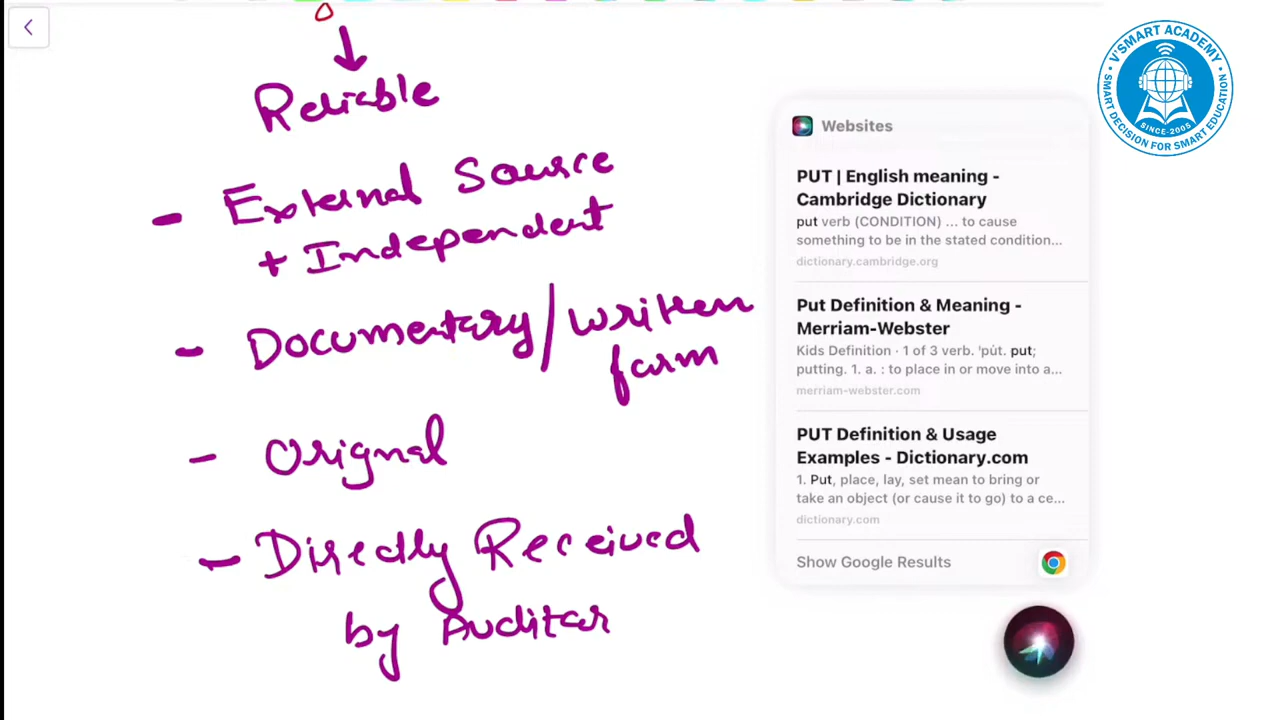 Reliable
- External Source
+ Independent
- Documentary/written
form
- Orignal
- Directly Received
by Auditor
Websites
PUT | English meaning -
Cambridge Dictionary
put verb (CONDITION) ... to cause
something to be in the stated condition...
dictionary.cambridge.org
Put Definition & Meaning -
Merriam-Webster
Kids Definition · 1 of 3 verb. ˈpu̇t. put;
putting. 1. a. : to place in or move into a...
merriam-webster.com
PUT Definition & Usage
Examples - Dictionary.com
1. Put, place, lay, set mean to bring or
take an object (or cause it to go) to a ce...
dictionary.com
Show Google Results
V'SMART ACADEMY
SMART DECISION FOR SMART EDUCATION
SINCE-2005